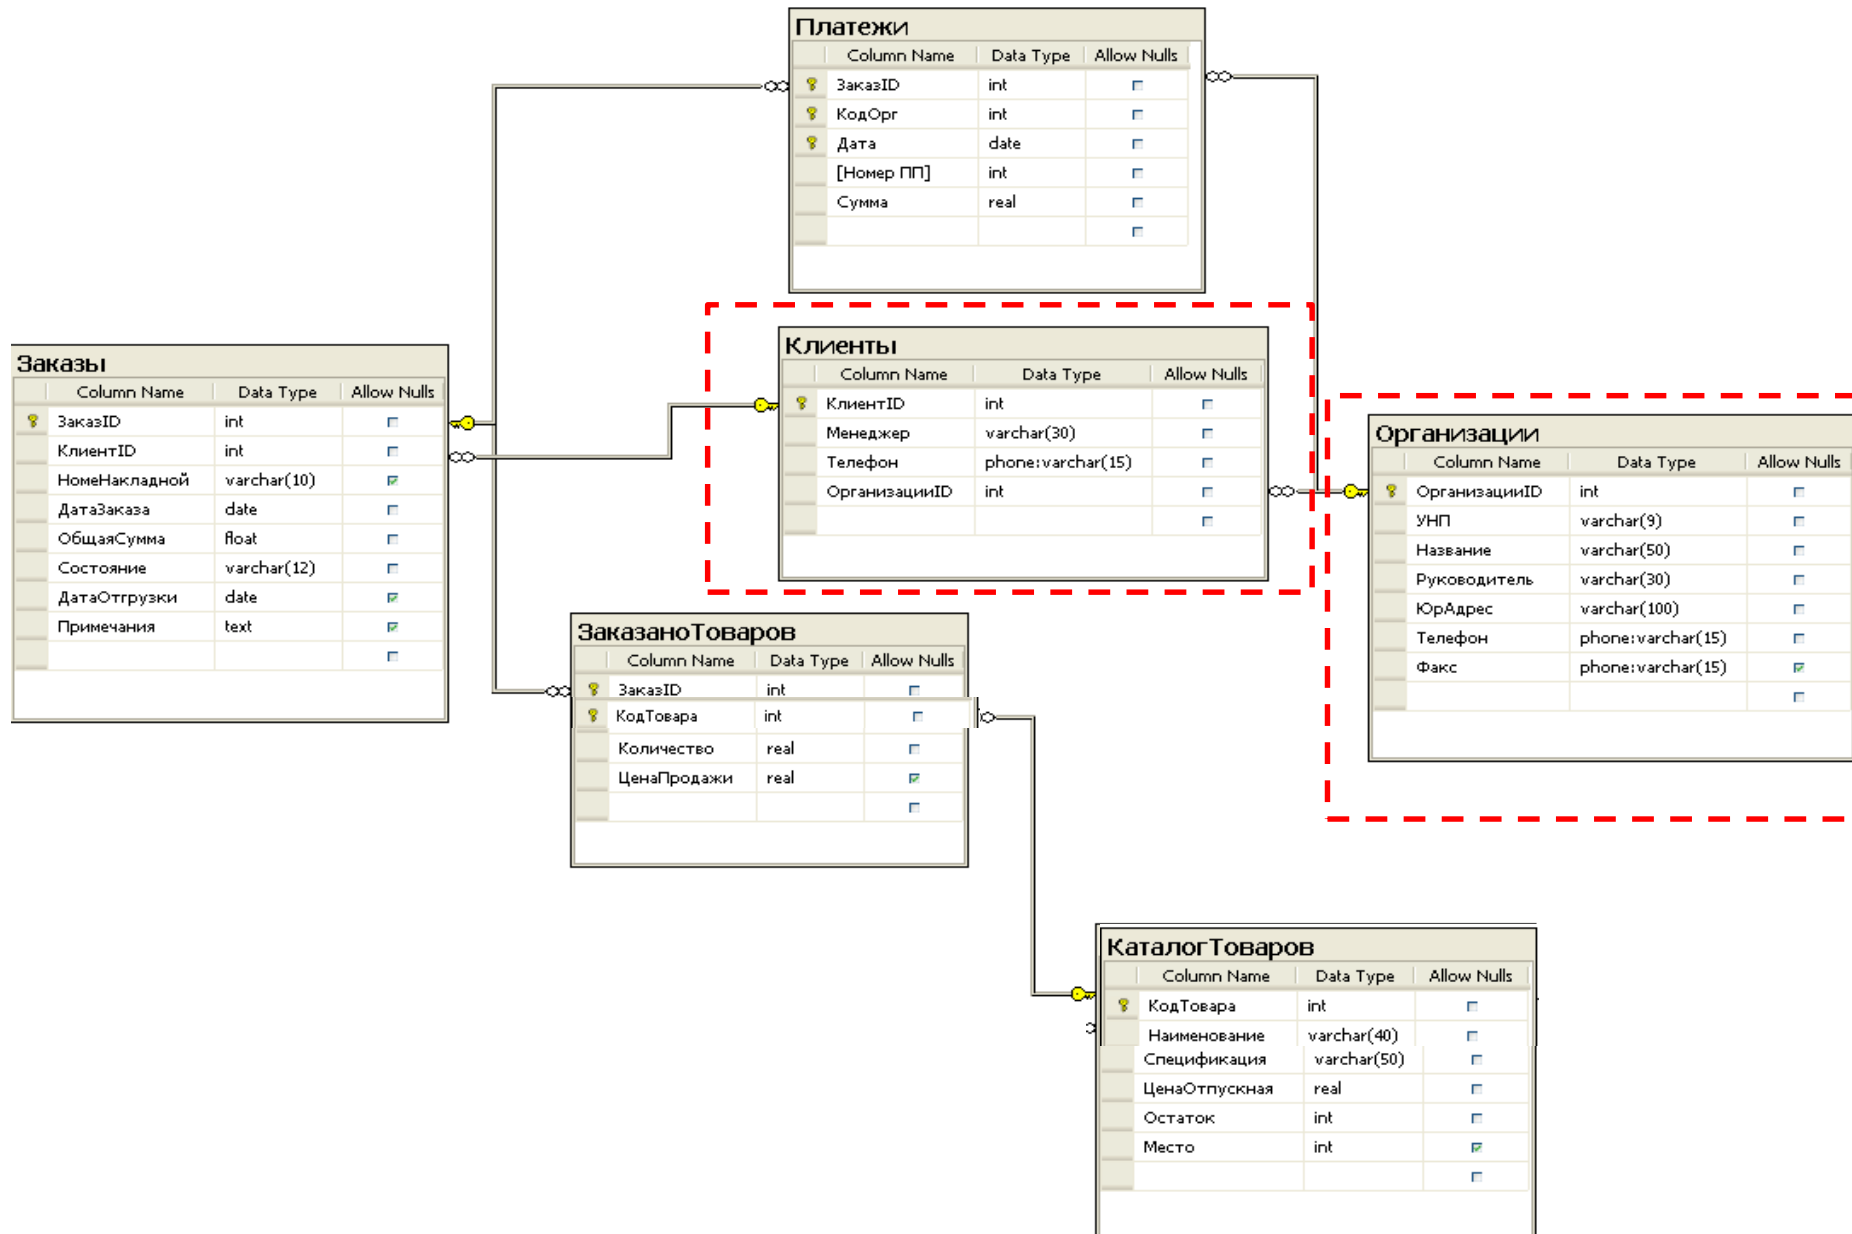 Платежи
Column Name Data Type Allow Nulls
ЗаказID int
КодОрг int
Дата date
[Номер ПП] int
Сумма real
Клиенты
Column Name Data Type Allow Nulls
КлиентID int
Менеджер varchar(30)
Телефон phone:varchar(15)
ОрганизацииID int
Заказы
Column Name Data Type Allow Nulls
ЗаказID int
КлиентID int
НомеНакладной varchar(10)
ДатаЗаказа date
ОбщаяСумма float
Состояние varchar(12)
ДатаОтгрузки date
Примечания text
Организации
Column Name Data Type Allow Nulls
ОрганизацииID int
УНП varchar(9)
Название varchar(50)
Руководитель varchar(30)
ЮрАдрес varchar(100)
Телефон phone:varchar(15)
Факс phone:varchar(15)
ЗаказаноТоваров
Column Name Data Type Allow Nulls
ЗаказID int
КодТовара int
Количество real
ЦенаПродажи real
КаталогТоваров
Column Name Data Type Allow Nulls
КодТовара int
Наименование varchar(40)
Спецификация varchar(50)
ЦенаОтпускная real
Остаток int
Место int